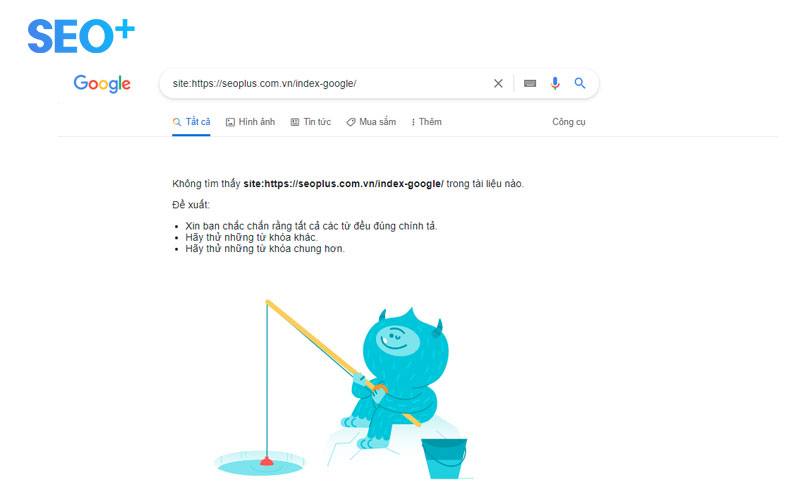 SEO+
Google
site:https://seoplus.com.vn/index-google/
Tất cả Hình ảnh Tin tức Mua sắm Thêm Công cụ
Không tìm thấy site:https://seoplus.com.vn/index-google/ trong tài liệu nào.
Đề xuất:
Xin bạn chắc chắn rằng tất cả các từ đều đúng chính tả.
Hãy thử những từ khóa khác.
Hãy thử những từ khóa chung hơn.